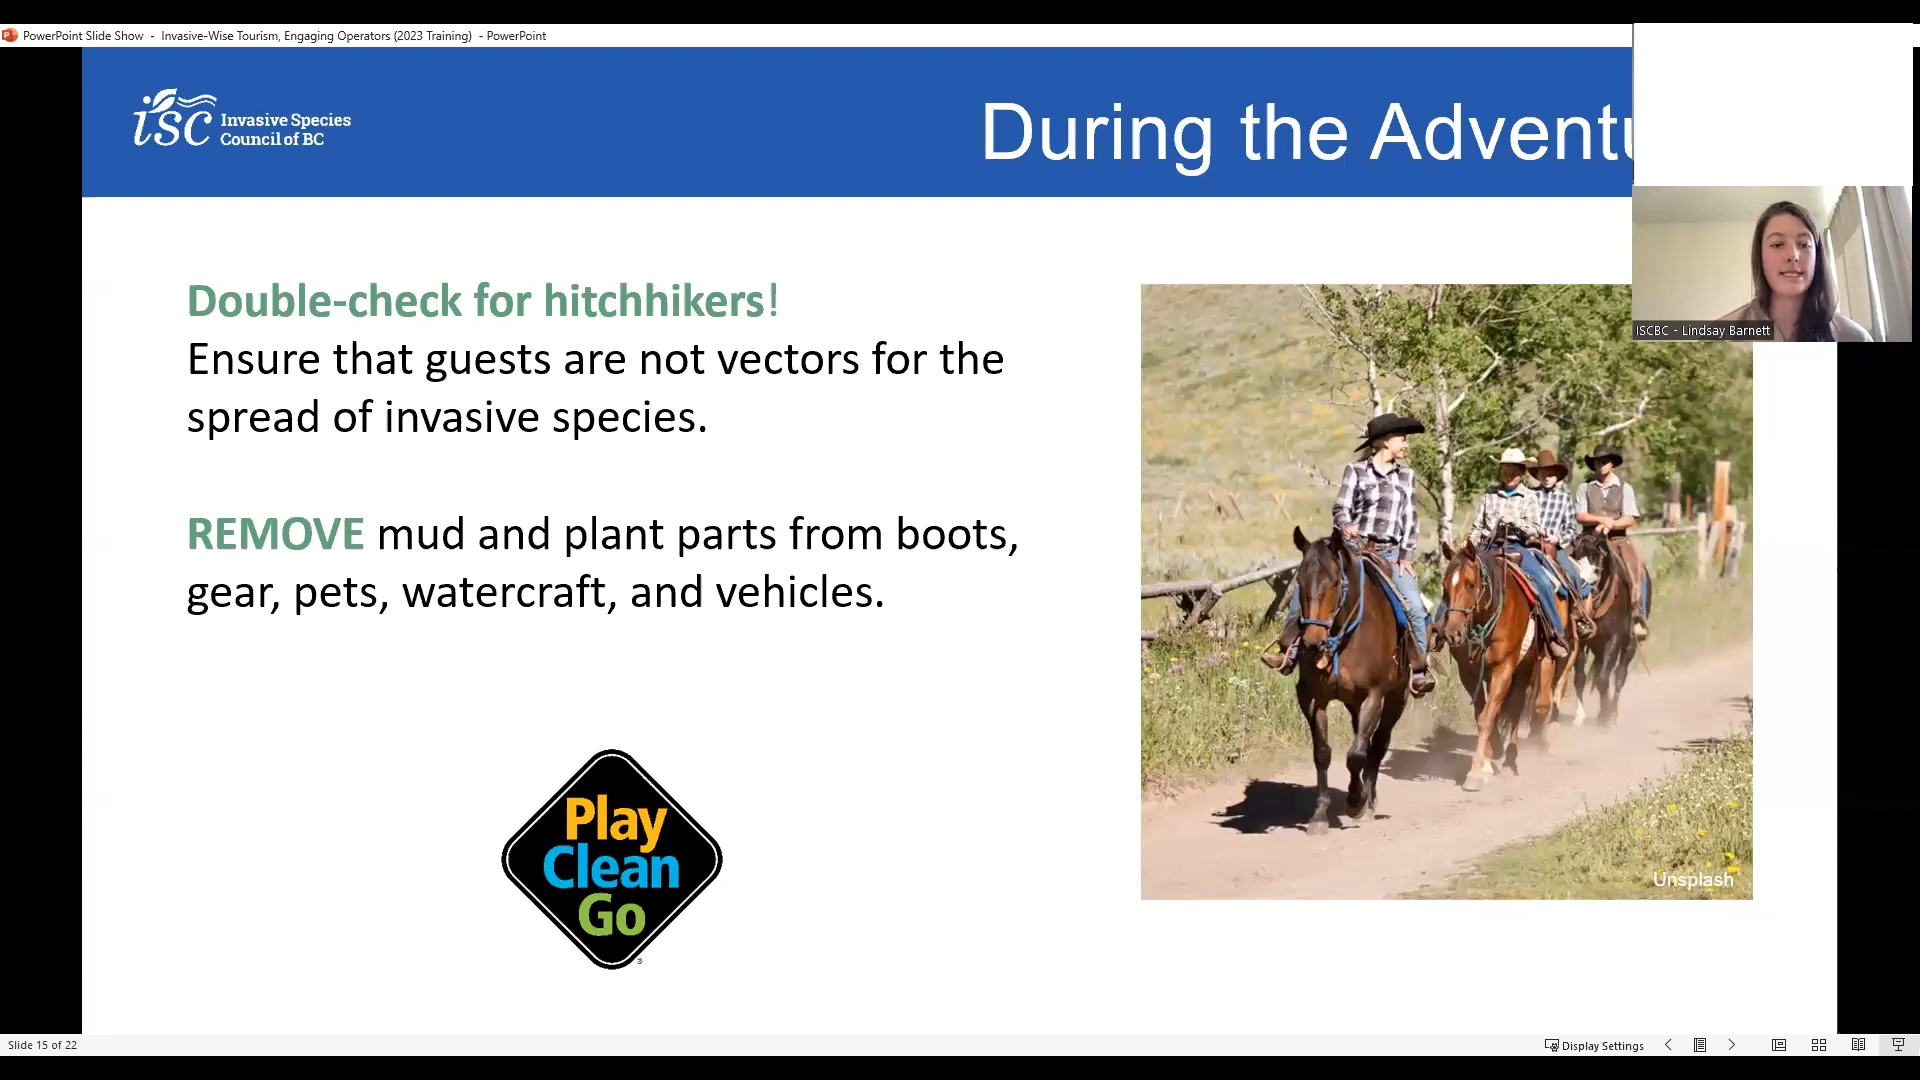 PowerPoint Slide Show - Invasive-Wise Tourism, Engaging Operators (2023 Training) - PowerPoint
isc Invasive Species
Council of BC
During the Adventu
ISCBC - Lindsay Barnett
Double-check for hitchhikers!
Ensure that guests are not vectors for the
spread of invasive species.
REMOVE mud and plant parts from boots,
gear, pets, watercraft, and vehicles.
Play
Clean
Go
Unsplash
Slide 15 of 22
Display Settings